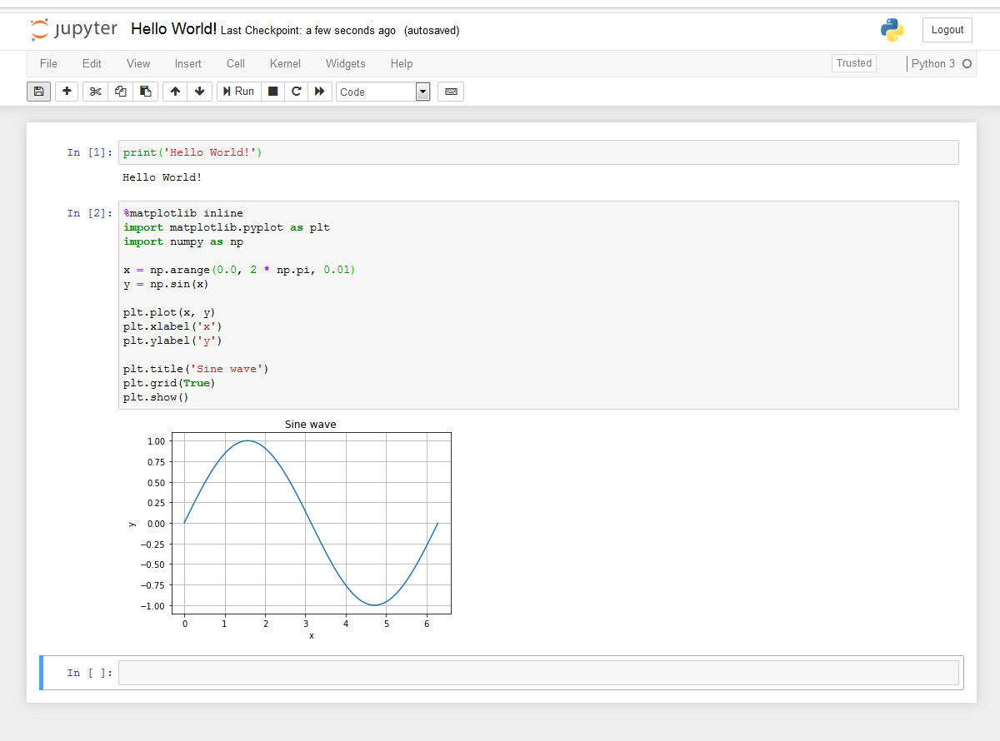 jupyter Hello World! Last Checkpoint: a few seconds ago (autosaved) Logout
File Edit View Insert Cell Kernel Widgets Help Trusted Python 3
Run Code
In [1]: print('Hello World!')
Hello World!
In [2]: %matplotlib inline
import matplotlib.pyplot as plt
import numpy as np
x = np.arange(0.0, 2 * np.pi, 0.01)
y = np.sin(x)
plt.plot(x, y)
plt.xlabel('x')
plt.ylabel('y')
plt.title('Sine wave')
plt.grid(True)
plt.show()
Sine wave
1.00
0.75
0.50
0.25
y 0.00
−0.25
−0.50
−0.75
−1.00
0 1 2 3 4 5 6
x
In [ ]: